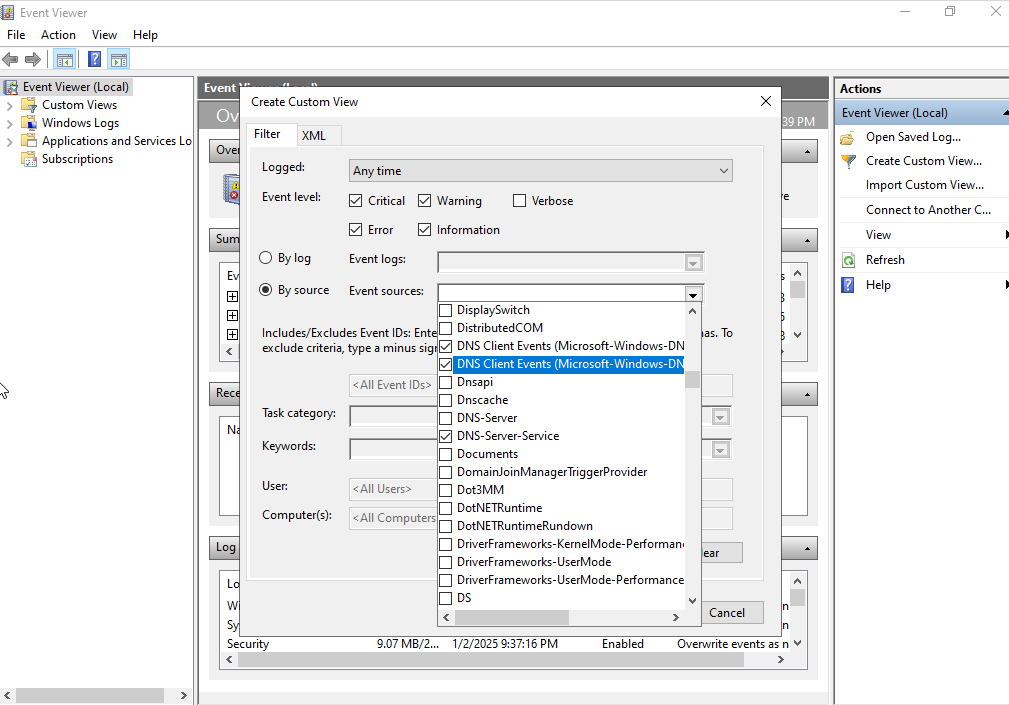 Event Viewer
File Action View Help
Event Viewer (Local)
Custom Views
Windows Logs
Applications and Services Lo
Subscriptions
Create Custom View
Filter XML
Logged: Any time
Event level: Critical Warning Verbose
Error Information
By log Event logs:
By source Event sources:
Includes/Excludes Event IDs: Ente
as. To
exclude criteria, type a minus sig
<All Event IDs>
Task category:
Keywords:
User: <All Users>
Computer(s): <All Computers
DisplaySwitch
DistributedCOM
DNS Client Events (Microsoft-Windows-DN
DNS Client Events (Microsoft-Windows-DN
Dnsapi
Dnscache
DNS-Server
DNS-Server-Service
Documents
DomainJoinManagerTriggerProvider
Dot3MM
DotNETRuntime
DotNETRuntimeRundown
DriverFrameworks-KernelMode-Performan
DriverFrameworks-UserMode
DriverFrameworks-UserMode-Performance
DS
lear
Cancel
Event
Ov
39 PM
Over
Sum
Ev
Rece
Na
Log
Lo
Wi
Sy
Security 9.07 MB/2... 1/2/2025 9:37:16 PM Enabled Overwrite events as n
Actions
Event Viewer (Local)
Open Saved Log...
Create Custom View...
Import Custom View...
Connect to Another C...
View
Refresh
Help